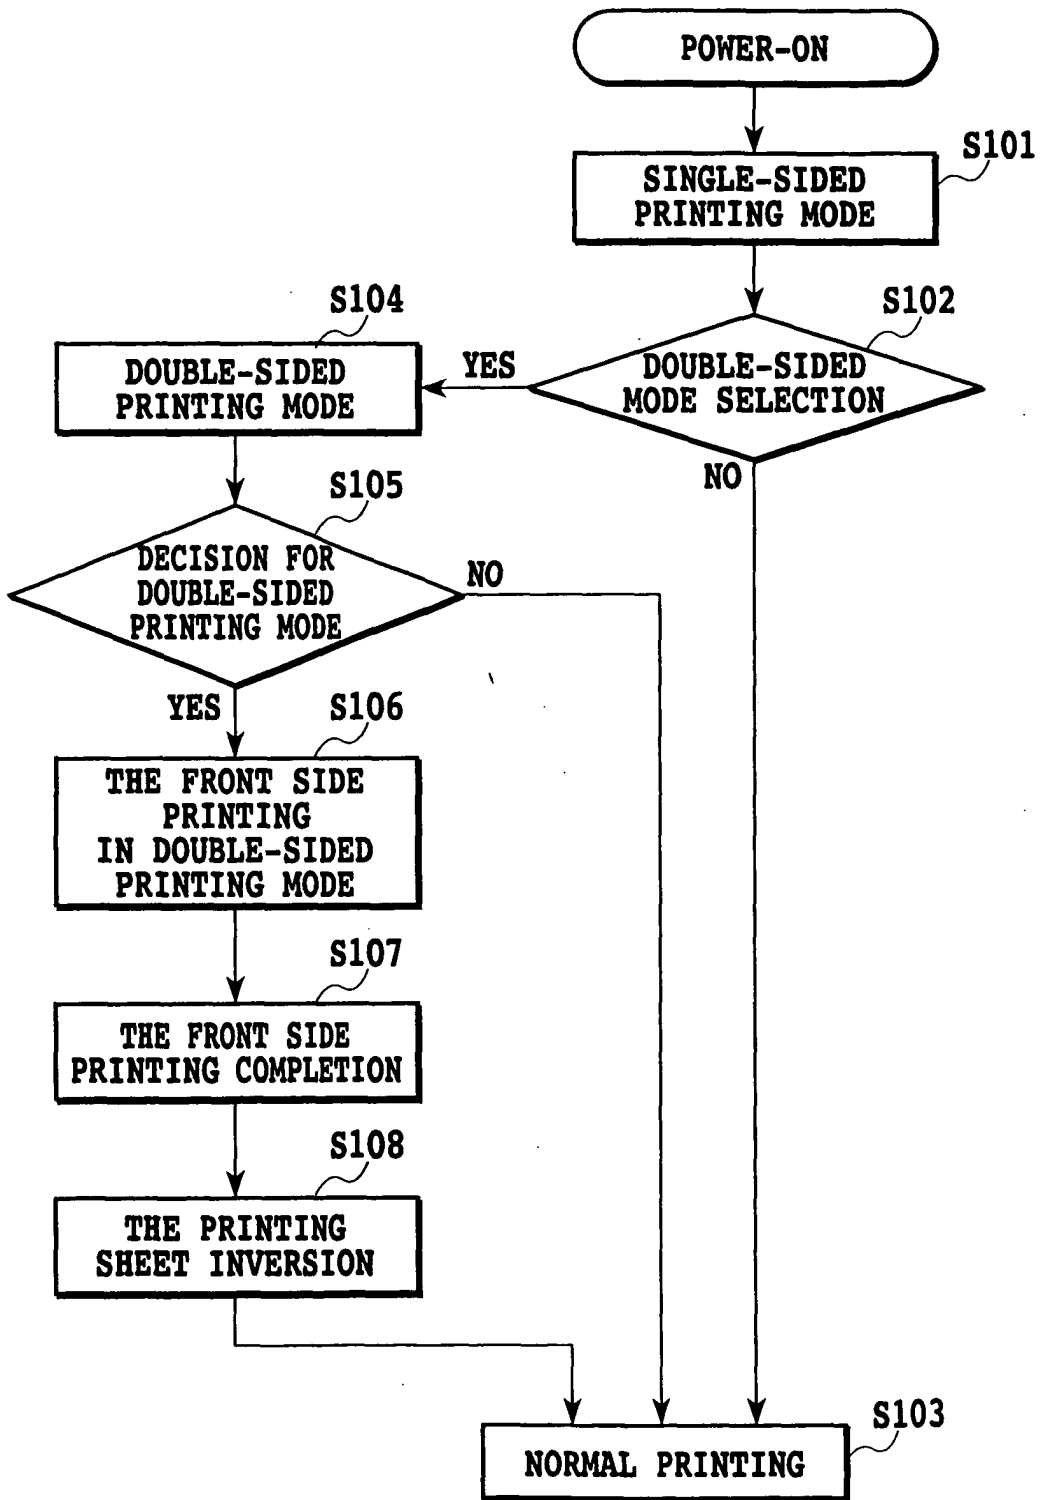 POWER-ON
S101
SINGLE-SIDED
PRINTING MODE
S102
DOUBLE-SIDED
MODE SELECTION
YES
NO
S104
DOUBLE-SIDED
PRINTING MODE
S105
DECISION FOR
DOUBLE-SIDED
PRINTING MODE
NO
YES
S106
THE FRONT SIDE
PRINTING
IN DOUBLE-SIDED
PRINTING MODE
S107
THE FRONT SIDE
PRINTING COMPLETION
S108
THE PRINTING
SHEET INVERSION
S103
NORMAL PRINTING